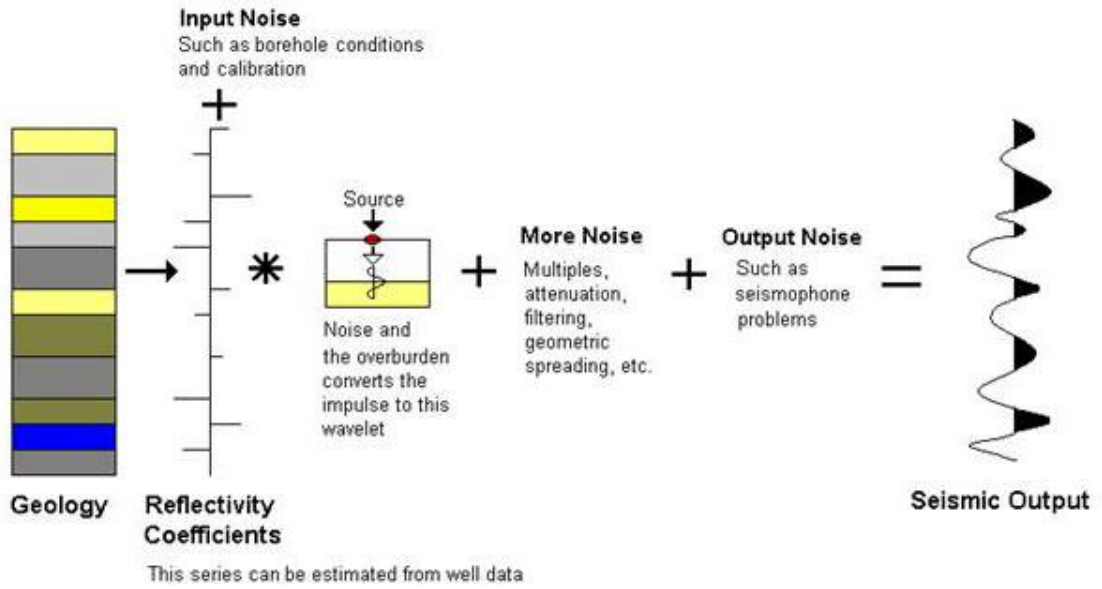 Input Noise
Such as borehole conditions
and calibration
+
Source
*
+
More Noise
Multiples,
attenuation,
filtering,
geometric
spreading, etc.
+
Output Noise
Such as
seismophone
problems
=
Noise and
the overburden
converts the
impulse to this
wavelet
Geology
Reflectivity
Coefficients
Seismic Output
This series can be estimated from well data